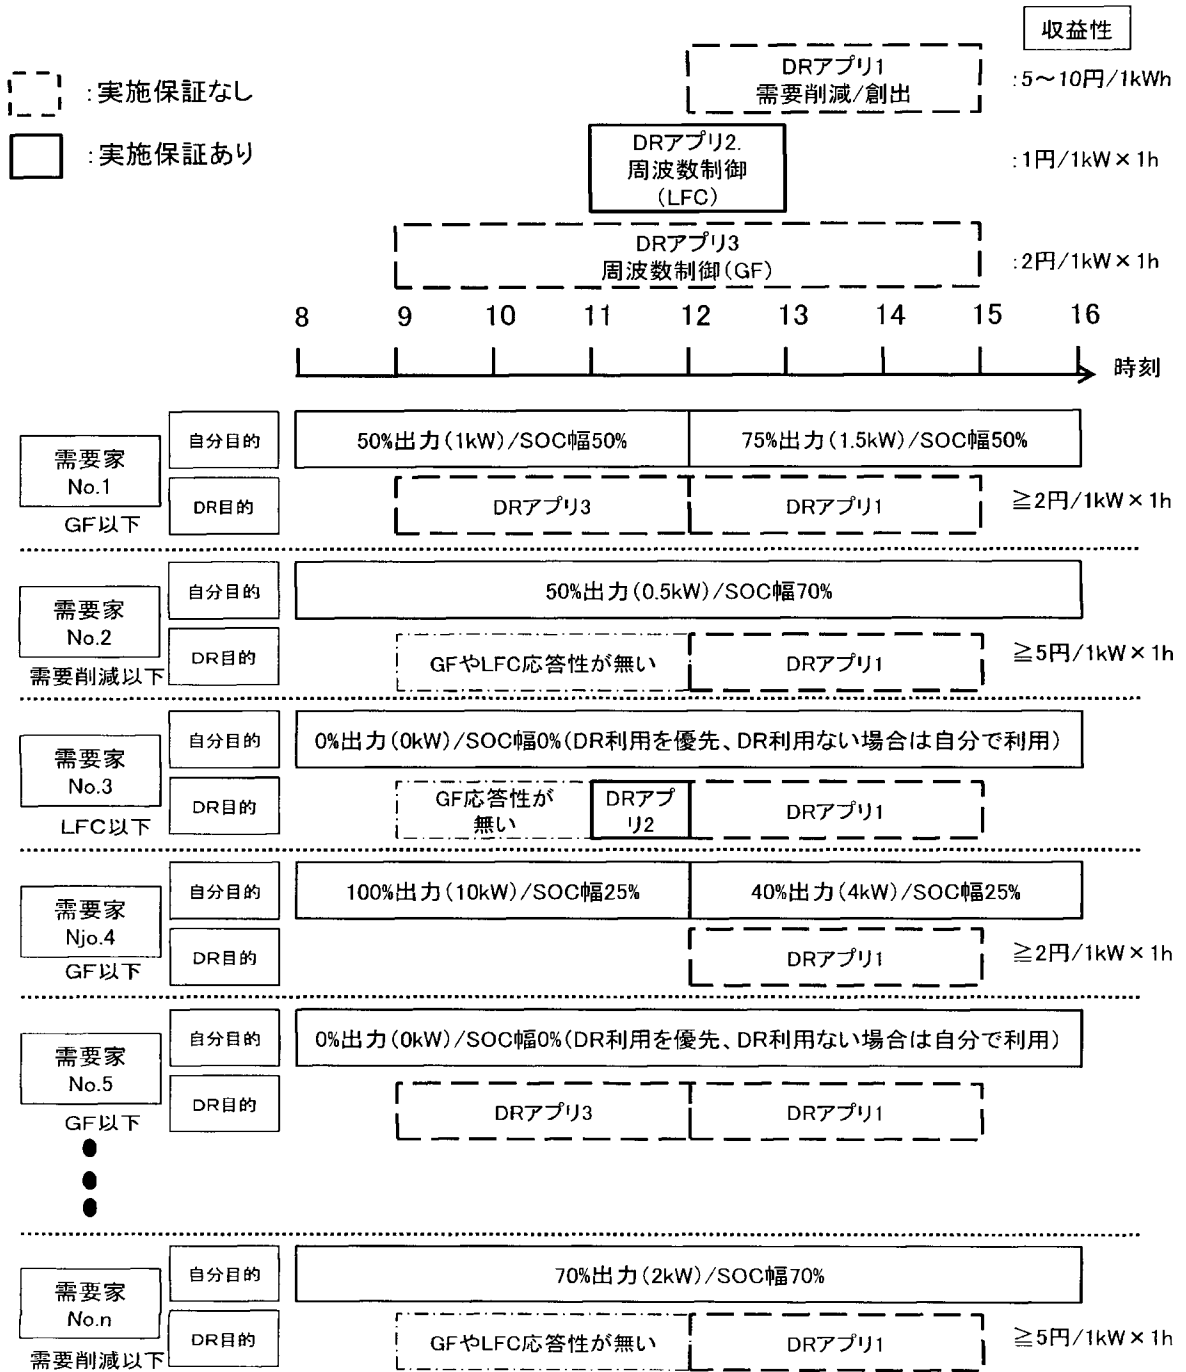 収益性
:実施保証なし
:実施保証あり
DRアプリ1
需要削減/創出
:5～10円/1kWh
DRアプリ2.
周波数制御
(LFC)
:1円/1kW×1h
DRアプリ3
周波数制御(GF)
:2円/1kW×1h
8 9 10 11 12 13 14 15 16
時刻
需要家
No.1
GF以下
自分目的
50%出力(1kW)/SOC幅50%
75%出力(1.5kW)/SOC幅50%
DR目的
DRアプリ3
DRアプリ1
≧2円/1kW×1h
需要家
No.2
需要削減以下
自分目的
50%出力(0.5kW)/SOC幅70%
DR目的
GFやLFC応答性が無い
DRアプリ1
≧5円/1kW×1h
需要家
No.3
LFC以下
自分目的
0%出力(0kW)/SOC幅0%(DR利用を優先、DR利用ない場合は自分で利用)
DR目的
GF応答性が
無い
DRアプ
リ2
DRアプリ1
需要家
Njo.4
GF以下
自分目的
100%出力(10kW)/SOC幅25%
40%出力(4kW)/SOC幅25%
DR目的
DRアプリ1
≧2円/1kW×1h
需要家
No.5
GF以下
自分目的
0%出力(0kW)/SOC幅0%(DR利用を優先、DR利用ない場合は自分で利用)
DR目的
DRアプリ3
DRアプリ1
需要家
No.n
需要削減以下
自分目的
70%出力(2kW)/SOC幅70%
DR目的
GFやLFC応答性が無い
DRアプリ1
≧5円/1kW×1h